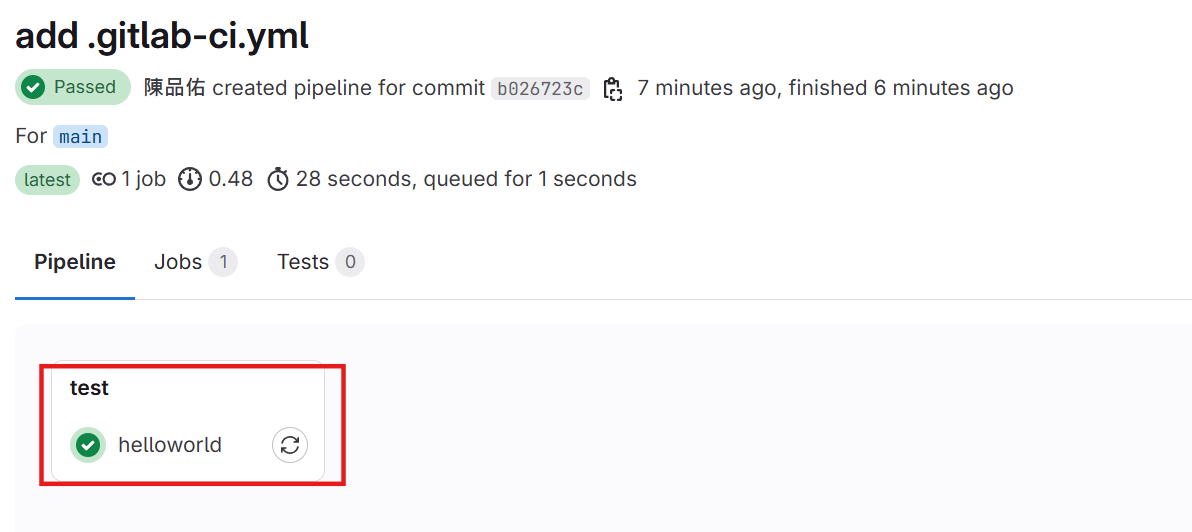 add .gitlab-ci.yml
Passed 陳品佑 created pipeline for commit b026723c 7 minutes ago, finished 6 minutes ago
For main
latest 1 job 0.48 28 seconds, queued for 1 seconds
Pipeline Jobs 1 Tests 0
test
helloworld